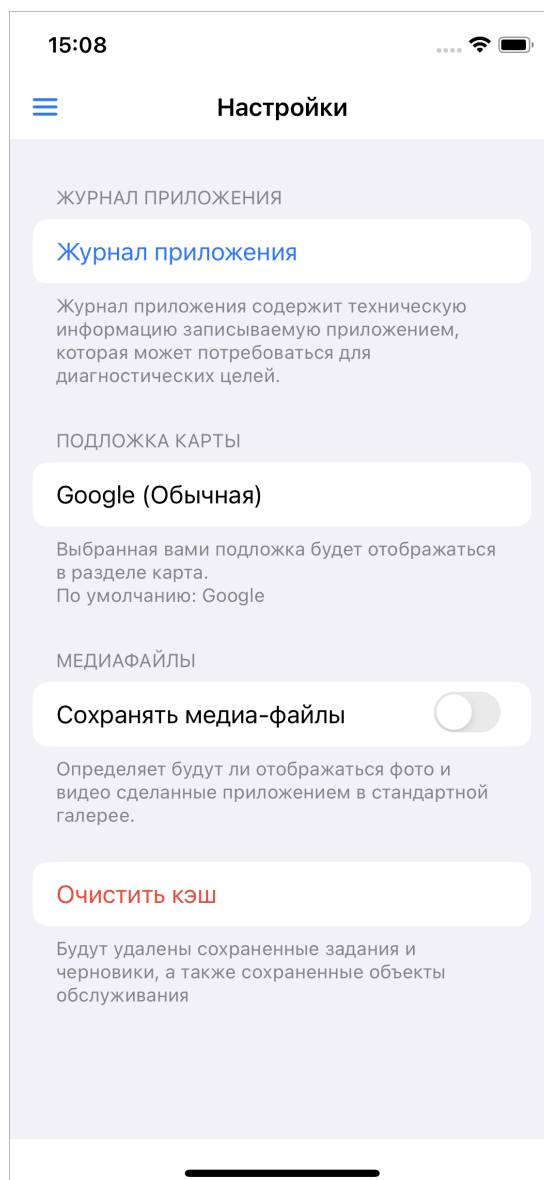 15:08
Настройки
ЖУРНАЛ ПРИЛОЖЕНИЯ
Журнал приложения
Журнал приложения содержит техническую
информацию записываемую приложением,
которая может потребоваться для
диагностических целей.
ПОДЛОЖКА КАРТЫ
Google (Обычная)
Выбранная вами подложка будет отображаться
в разделе карта.
По умолчанию: Google
МЕДИАФАЙЛЫ
Сохранять медиа-файлы
Определяет будут ли отображаться фото и
видео сделанные приложением в стандартной
галерее.
Очистить кэш
Будут удалены сохраненные задания и
черновики, а также сохраненные объекты
обслуживания